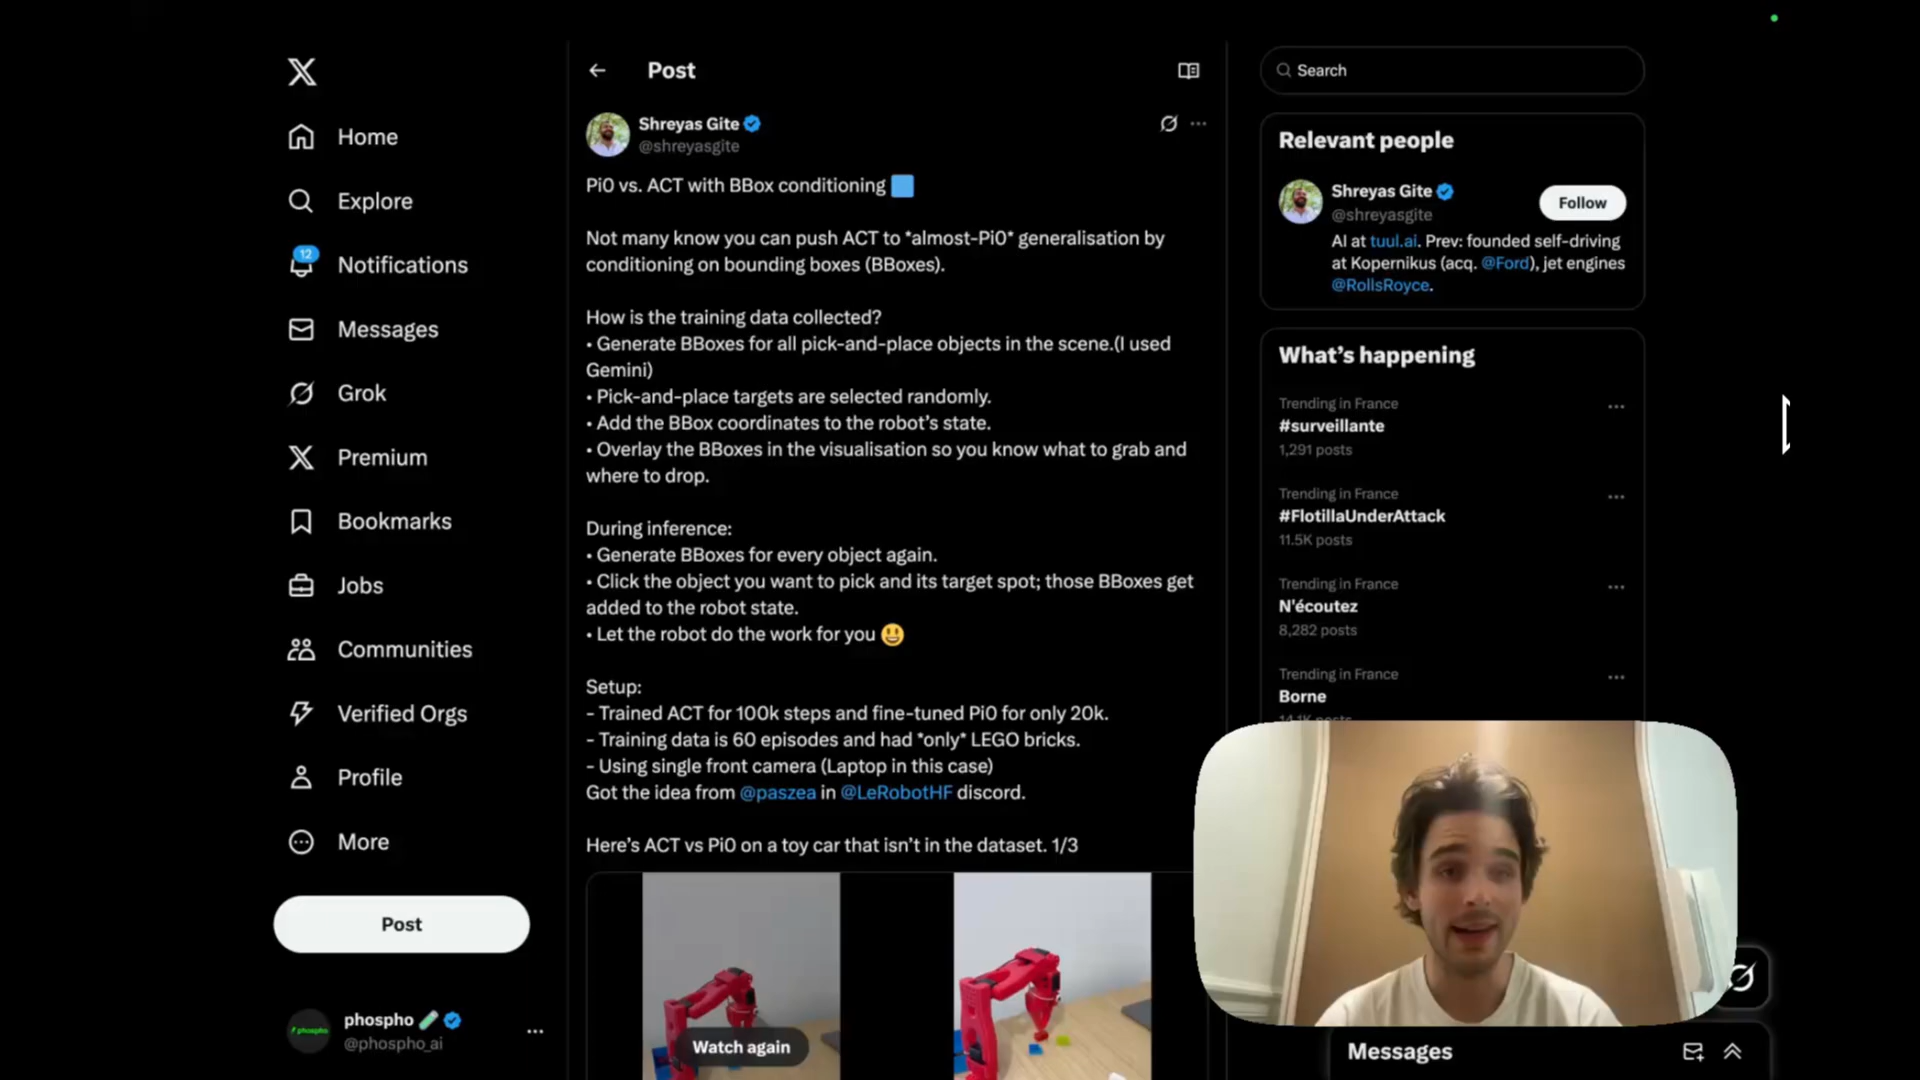 Home
Explore
12
Notifications
Messages
Grok
Premium
Bookmarks
Jobs
Communities
Verified Orgs
Profile
More
Post
phospho
@phospho_ai
Post
Shreyas Gite
@shreyasgite
Pi0 vs. ACT with BBox conditioning
Not many know you can push ACT to *almost-Pi0* generalisation by
conditioning on bounding boxes (BBoxes).
How is the training data collected?
• Generate BBoxes for all pick-and-place objects in the scene.(I used
Gemini)
• Pick-and-place targets are selected randomly.
• Add the BBox coordinates to the robot's state.
• Overlay the BBoxes in the visualisation so you know what to grab and
where to drop.
During inference:
• Generate BBoxes for every object again.
• Click the object you want to pick and its target spot; those BBoxes get
added to the robot state.
• Let the robot do the work for you
Setup:
- Trained ACT for 100k steps and fine-tuned Pi0 for only 20k.
- Training data is 60 episodes and had *only* LEGO bricks.
- Using single front camera (Laptop in this case)
Got the idea from @paszea in @LeRobotHF discord.
Here's ACT vs Pi0 on a toy car that isn't in the dataset. 1/3
Watch again
Search
Relevant people
Shreyas Gite
@shreyasgite
Follow
AI at tuul.ai. Prev: founded self-driving
at Kopernikus (acq. @Ford), jet engines
@RollsRoyce.
What's happening
Trending in France
#surveillante
1,291 posts
Trending in France
#FlotillaUnderAttack
11.5K posts
Trending in France
N'écoutez
8,282 posts
Trending in France
Borne
Messages